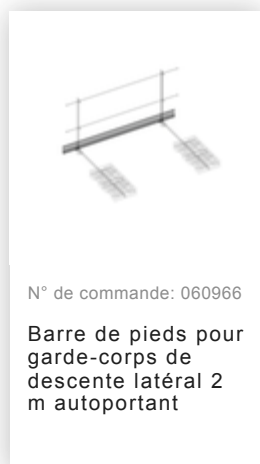 N° de commande: 060966
Barre de pieds pour
garde-corps de
descente latéral 2
m autoportant